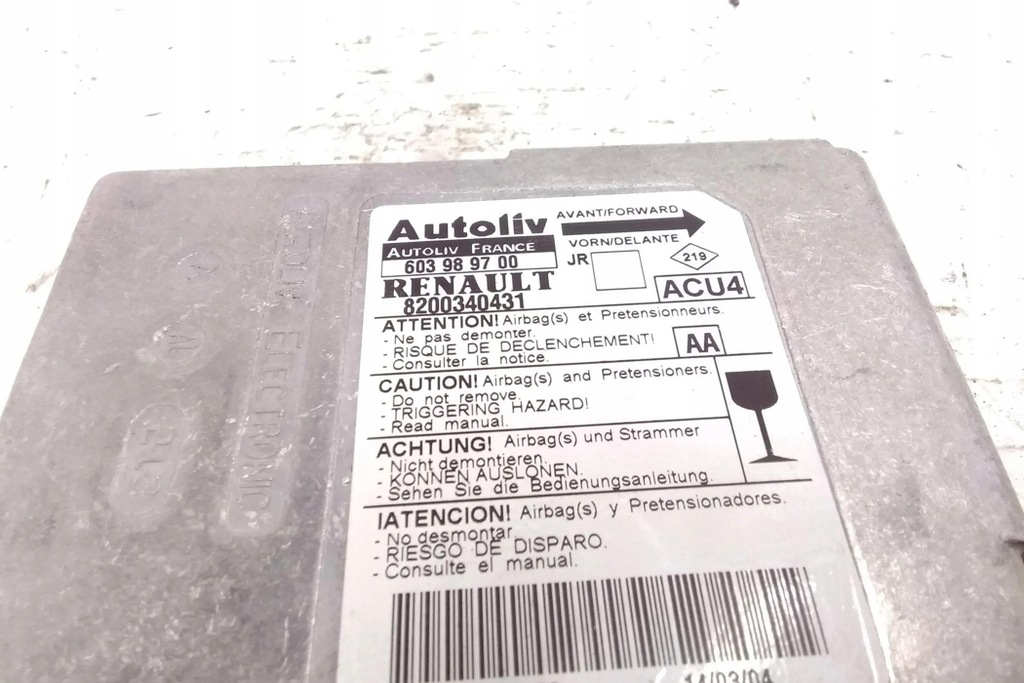 Autoliv
AVANT/FORWARD
VORN/DELANTE
AUTOLIV FRANCE
603 98 97 00
JR
219
RENAULT
8200340431
ACU4
ATTENTION! Airbag(s) et Pretensionneurs.
- Ne pas demonter.
- RISQUE DE DECLENCHEMENT!
- Consulter la notice.
AA
CAUTION! Airbag(s) and Pretensioners.
- Do not remove.
- TRIGGERING HAZARD!
- Read manual.
ACHTUNG! Airbag(s) und Strammer
- Nicht demontieren.
- KONNEN AUSLONEN.
- Sehen Sie die Bedienungsanleitung.
IATENCION! Airbag(s) y Pretensionadores.
- No desmontar.
- RIESGO DE DISPARO.
- Consulte el manual.
14/03/04
ELECTRONIC